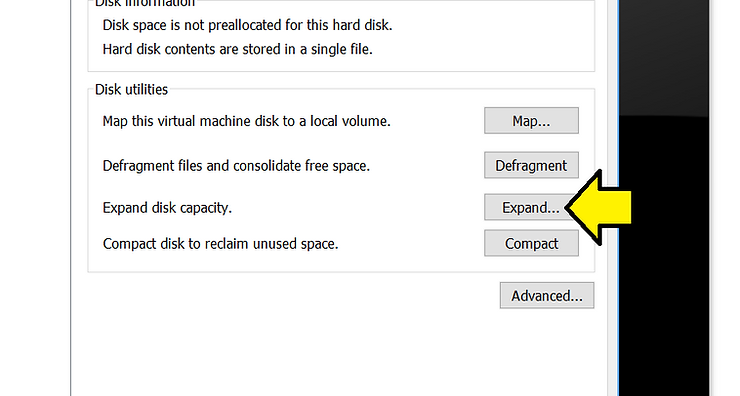 Disk information
Disk space is not preallocated for this hard disk.
Hard disk contents are stored in a single file.
Disk utilities
Map this virtual machine disk to a local volume. Map...
Defragment files and consolidate free space. Defragment
Expand disk capacity. Expand...
Compact disk to reclaim unused space. Compact
Advanced...